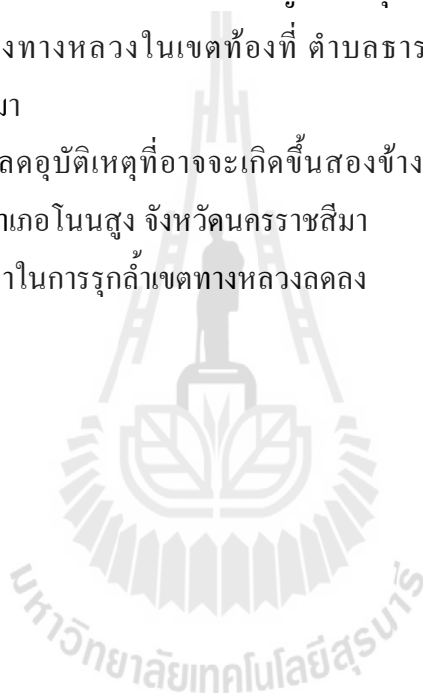 งทางหลวงในเขตท้องที่ ตำบลธาร
มา
ลดอุบัติเหตุที่อาจจะเกิดขึ้นสองข้าง
าเภอโนนสูง จังหวัดนครราชสีมา
าในการรุกล้ำเขตทางหลวงลดลง
มหาวิทยาลัยเทคโนโลยีสุรนารี